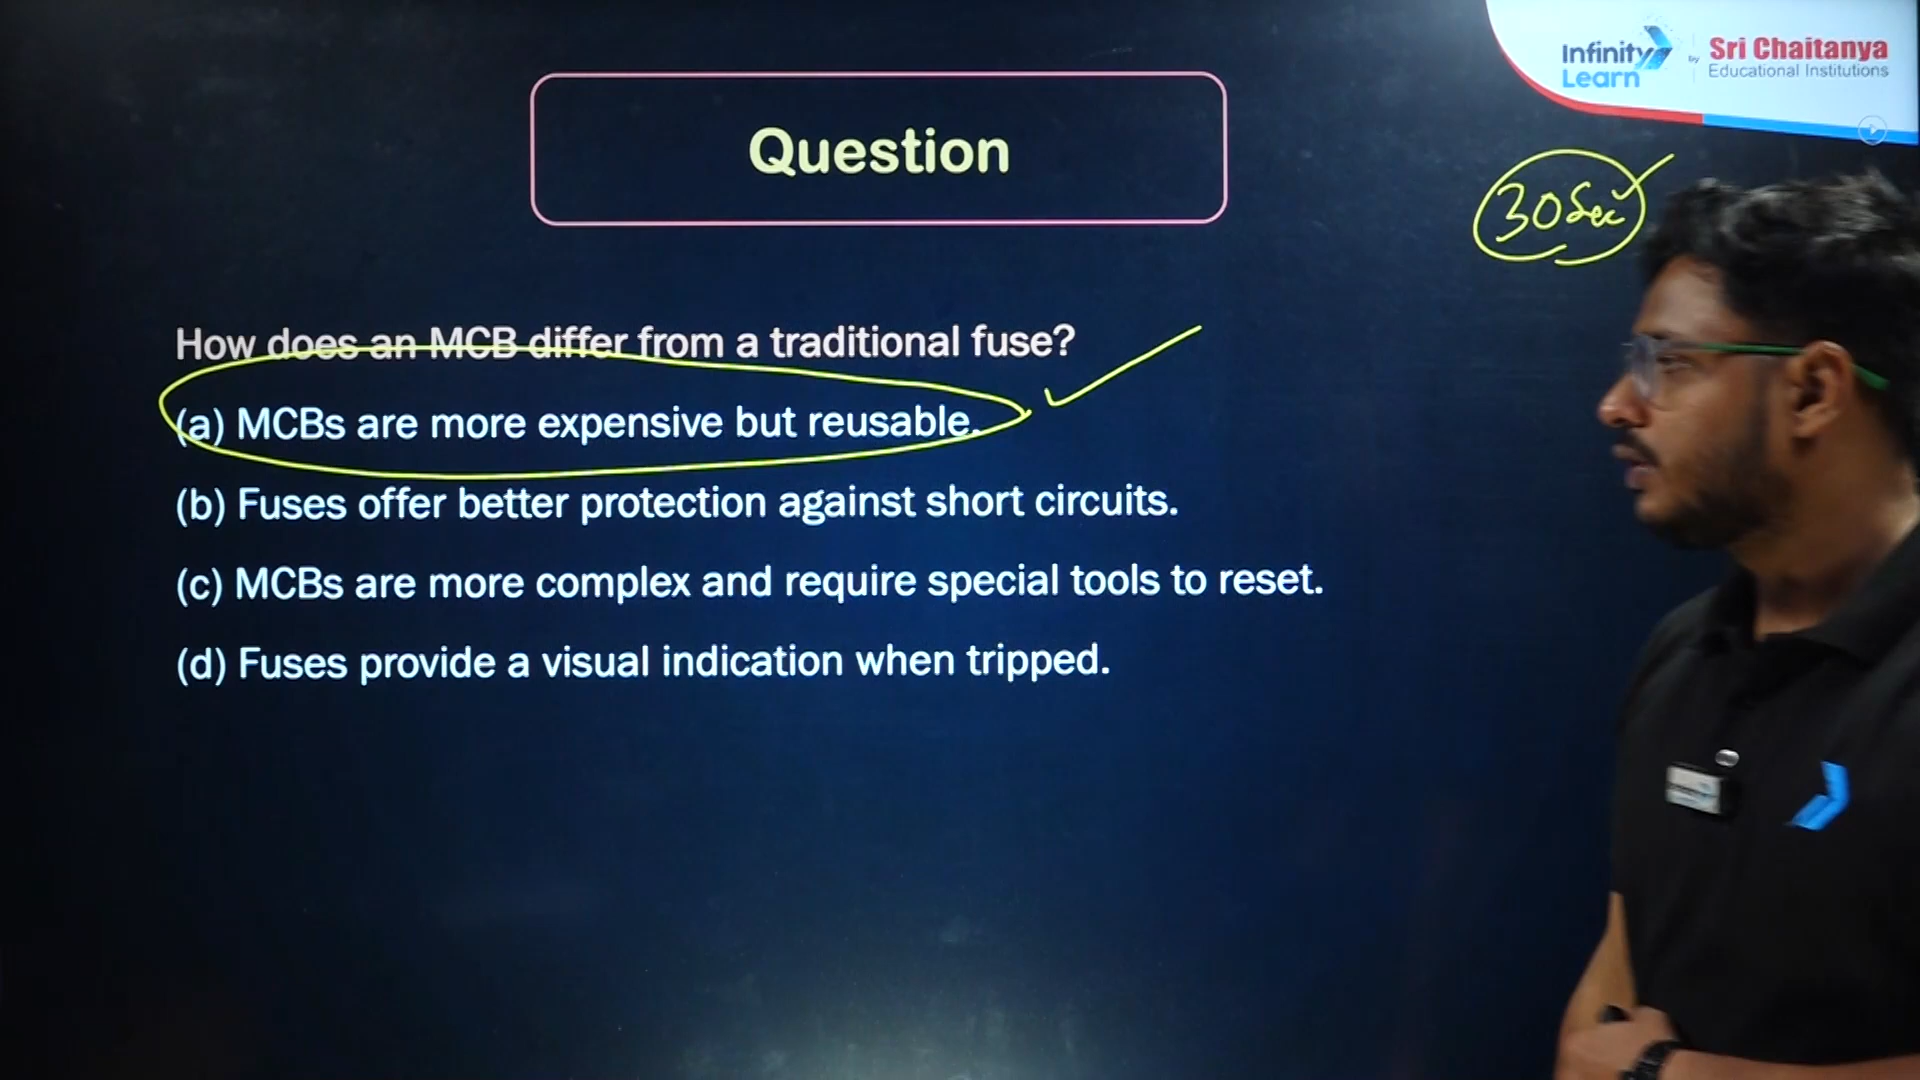 Infinity Learn by Sri Chaitanya Educational Institutions
Question
30 Sec
How does an MCB differ from a traditional fuse?
(a) MCBs are more expensive but reusable.
(b) Fuses offer better protection against short circuits.
(c) MCBs are more complex and require special tools to reset.
(d) Fuses provide a visual indication when tripped.